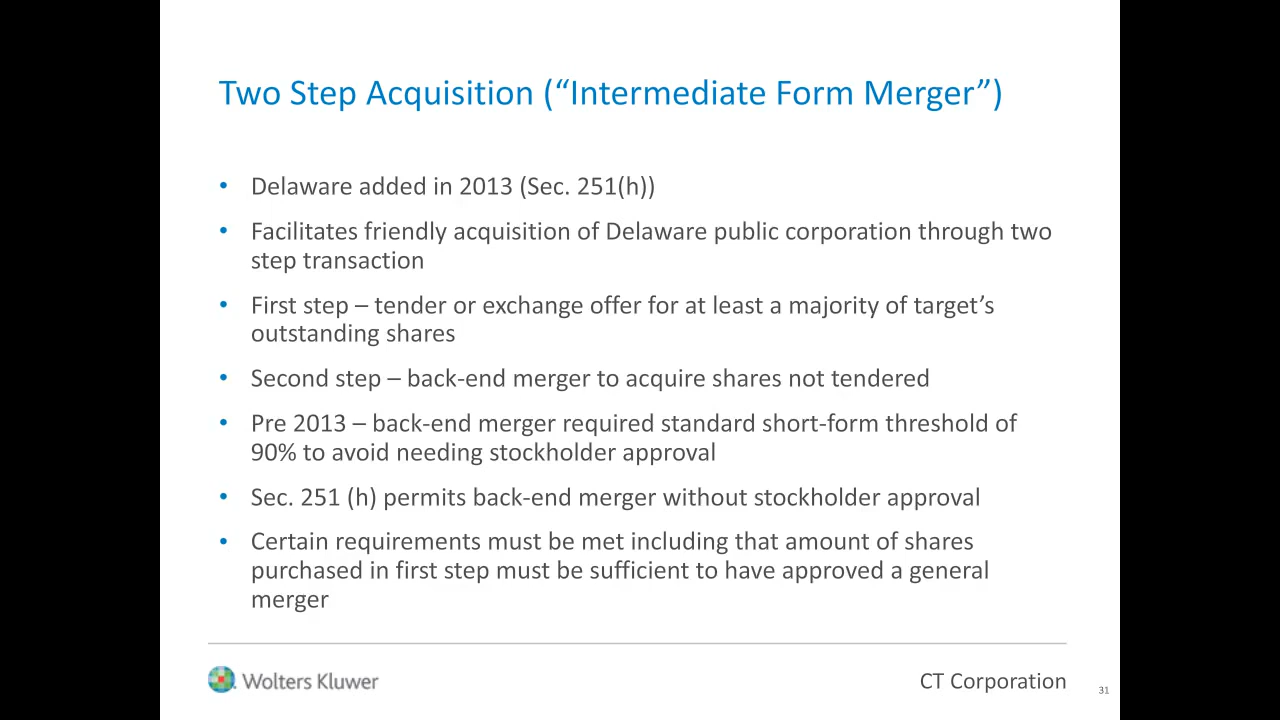 Two Step Acquisition (“Intermediate Form Merger”)
• Delaware added in 2013 (Sec. 251(h))
• Facilitates friendly acquisition of Delaware public corporation through two
step transaction
• First step – tender or exchange offer for at least a majority of target’s
outstanding shares
• Second step – back-end merger to acquire shares not tendered
• Pre 2013 – back-end merger required standard short-form threshold of
90% to avoid needing stockholder approval
• Sec. 251 (h) permits back-end merger without stockholder approval
• Certain requirements must be met including that amount of shares
purchased in first step must be sufficient to have approved a general
merger
Wolters Kluwer
CT Corporation
31